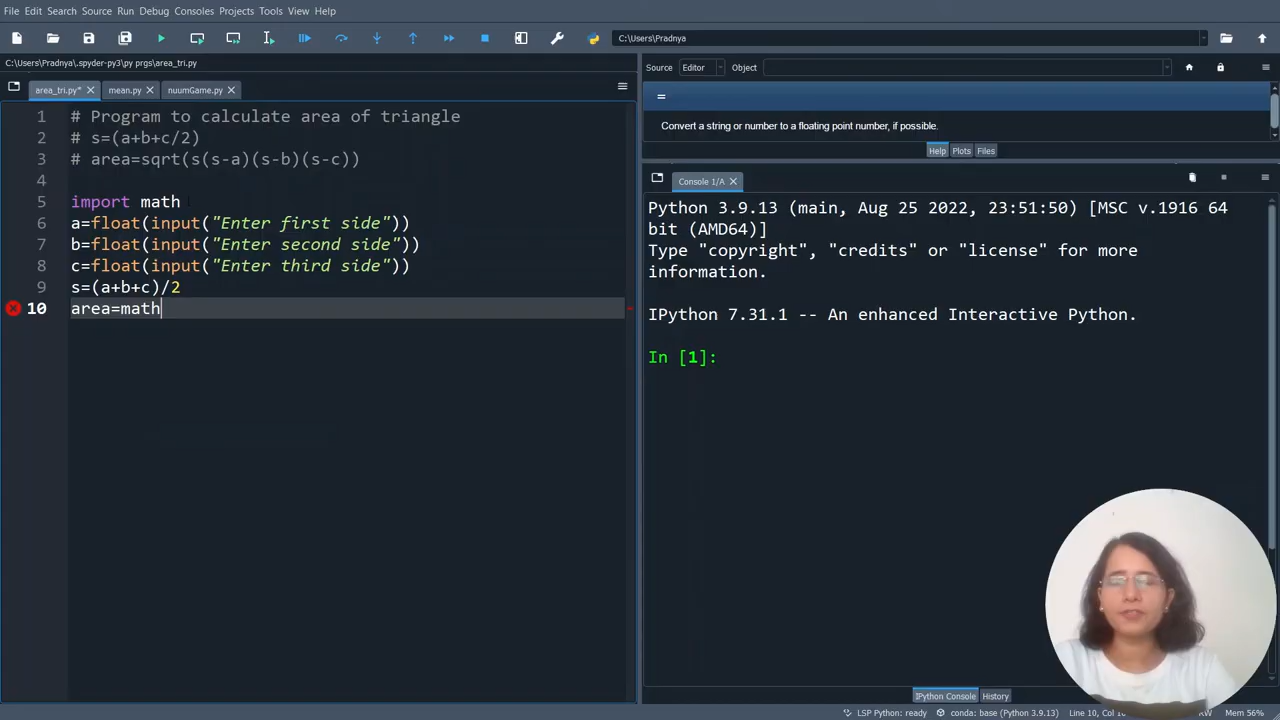 File Edit Search Source Run Debug Consoles Projects Tools View Help
C:\Users\Pradnya
C:\Users\Pradnya\.spyder-py3\py prgs\area_tri.py
area_tri.py* mean.py nuumGame.py
1 # Program to calculate area of triangle
2 # s=(a+b+c/2)
3 # area=sqrt(s(s-a)(s-b)(s-c))
4
5 import math
6 a=float(input("Enter first side"))
7 b=float(input("Enter second side"))
8 c=float(input("Enter third side"))
9 s=(a+b+c)/2
10 area=math
Source Editor Object
=
Convert a string or number to a floating point number, if possible.
Help Plots Files
Console 1/A
Python 3.9.13 (main, Aug 25 2022, 23:51:50) [MSC v.1916 64
bit (AMD64)]
Type "copyright", "credits" or "license" for more
information.
IPython 7.31.1 -- An enhanced Interactive Python.
In [1]:
IPython Console History
LSP Python: ready conda: base (Python 3.9.13) Line 10, Col RW Mem 56%